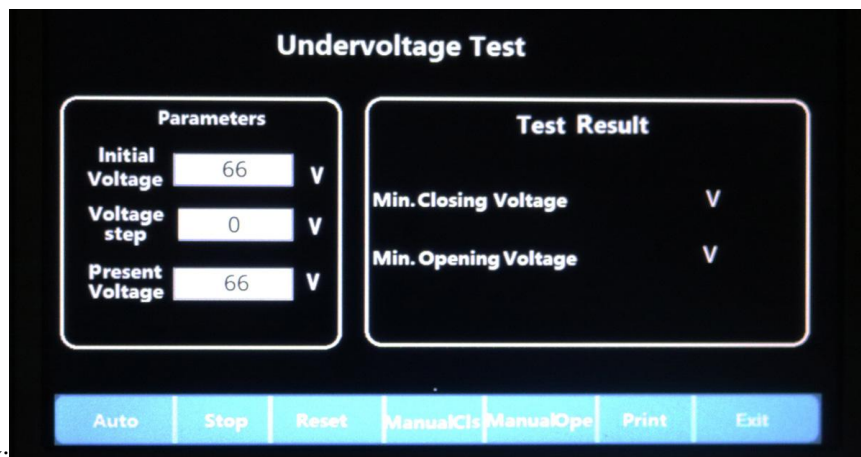 Undervoltage Test
Parameters
Initial
Voltage 66 V
Voltage
step 0 V
Present
Voltage 66 V
Test Result
Min.Closing Voltage V
Min.Opening Voltage V
Auto Stop Reset ManualCls ManualOpe Print Exit